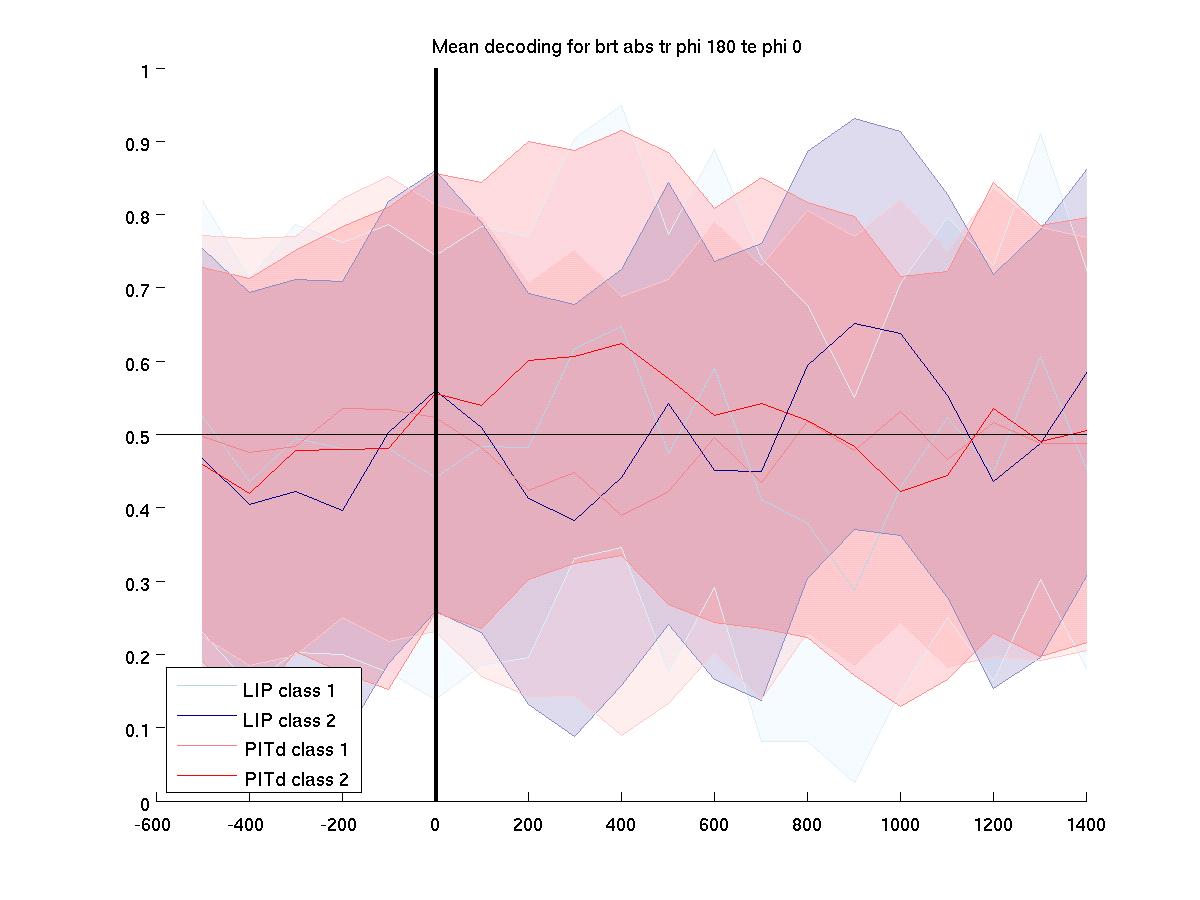 Mean decoding for brt abs tr phi 180 te phi 0
1
0.9
0.8
0.7
0.6
0.5
0.4
0.3
0.2
0.1
0
LIP class 1
LIP class 2
PITd class 1
PITd class 2
-600 -400 -200 0 200 400 600 800 1000 1200 1400